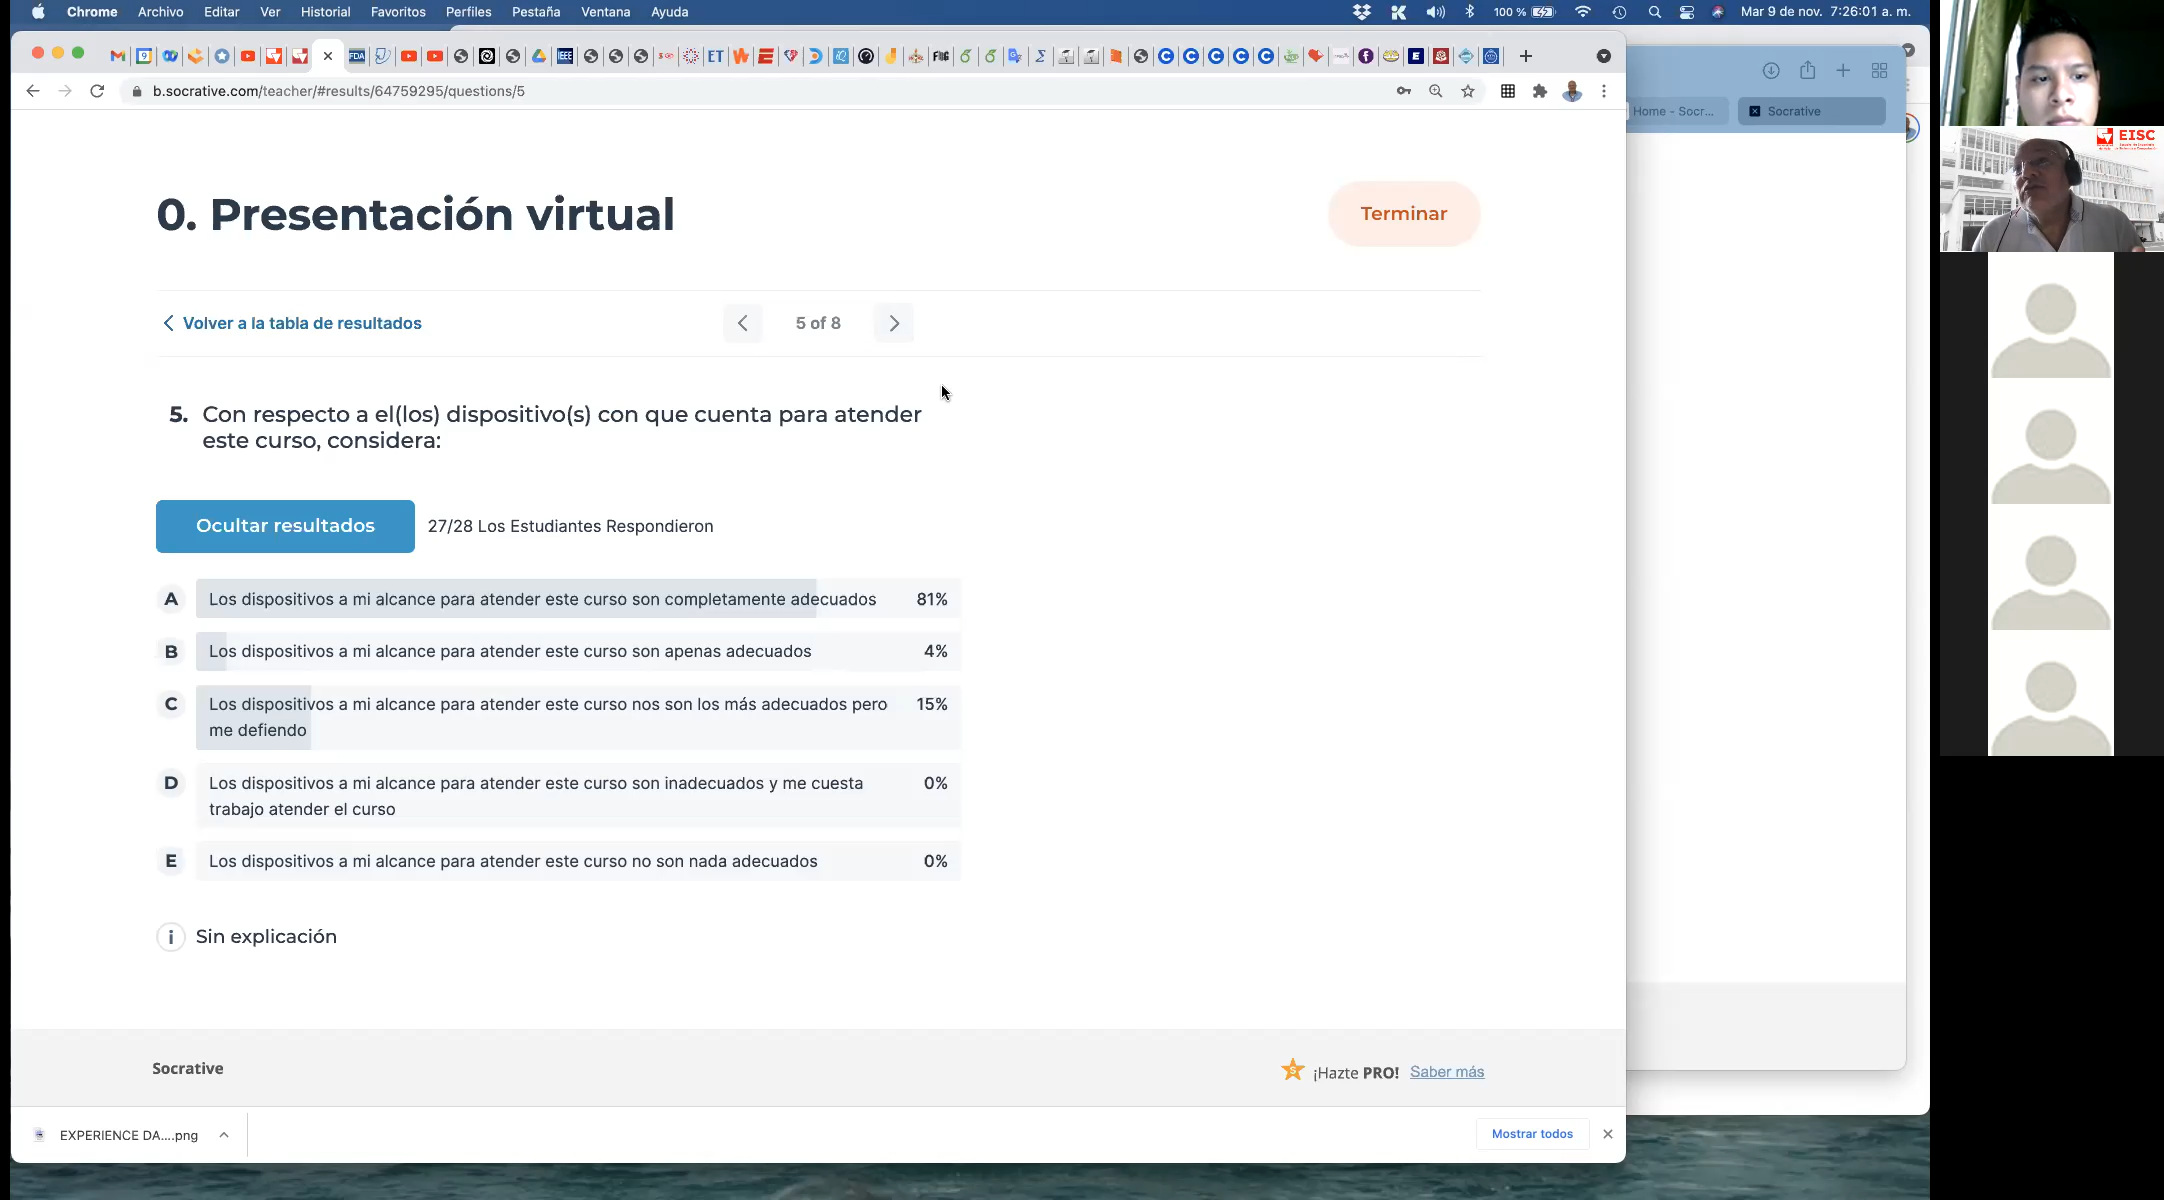 Chrome Archivo Editar Ver Historial Favoritos Perfiles Pestaña Ventana Ayuda
100 % Mar 9 de nov. 7:26:01 a. m.
b.socrative.com/teacher/#results/64759295/questions/5
Home - Socr...
Socrative
EISC
0. Presentación virtual
Terminar
Volver a la tabla de resultados
5 of 8
5. Con respecto a el(los) dispositivo(s) con que cuenta para atender
este curso, considera:
Ocultar resultados
27/28 Los Estudiantes Respondieron
A Los dispositivos a mi alcance para atender este curso son completamente adecuados 81%
B Los dispositivos a mi alcance para atender este curso son apenas adecuados 4%
C Los dispositivos a mi alcance para atender este curso nos son los más adecuados pero 15%
me defiendo
D Los dispositivos a mi alcance para atender este curso son inadecuados y me cuesta 0%
trabajo atender el curso
E Los dispositivos a mi alcance para atender este curso no son nada adecuados 0%
i Sin explicación
Socrative
¡Hazte PRO! Saber más
EXPERIENCE DA....png
Mostrar todos